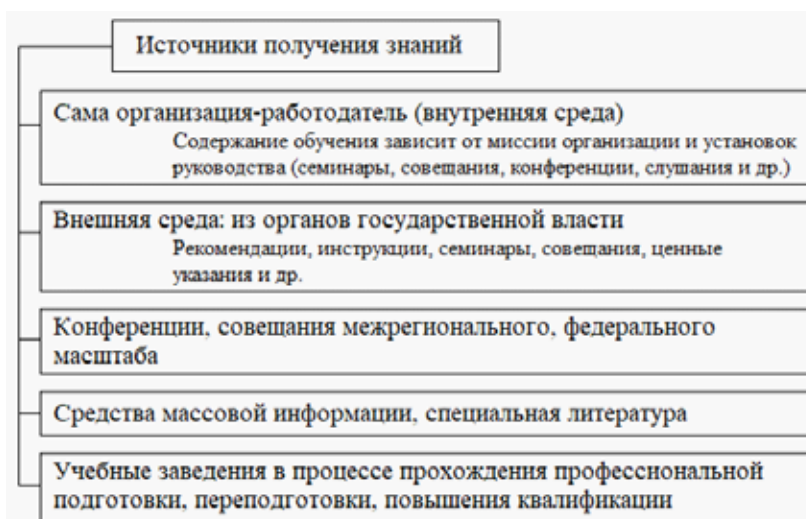 Источники получения знаний
Сама организация-работодатель (внутренняя среда)
Содержание обучения зависит от миссии организации и установок
руководства (семинары, совещания, конференции, слушания и др.)
Внешняя среда: из органов государственной власти
Рекомендации, инструкции, семинары, совещания, ценные
указания и др.
Конференции, совещания межрегионального, федерального
масштаба
Средства массовой информации, специальная литература
Учебные заведения в процессе прохождения профессиональной
подготовки, переподготовки, повышения квалификации